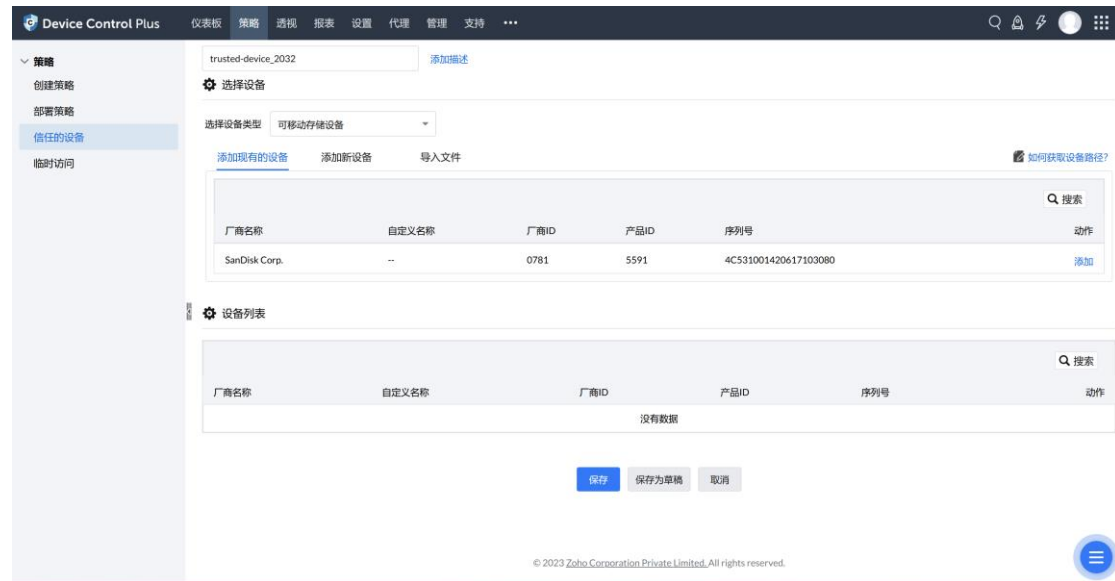 Device Control Plus 仪表板 策略 透视 报表 设置 代理 管理 支持 •••
策略
创建策略
部署策略
信任的设备
临时访问
trusted-device_2032 添加描述
选择设备
选择设备类型 可移动存储设备
添加现有的设备 添加新设备 导入文件 如何获取设备路径?
搜索
厂商名称 自定义名称 厂商ID 产品ID 序列号 动作
SanDisk Corp. -- 0781 5591 4C531001420617103080 添加
设备列表
搜索
厂商名称 自定义名称 厂商ID 产品ID 序列号 动作
没有数据
保存 保存为草稿 取消
© 2023 Zoho Corporation Private Limited. All rights reserved.